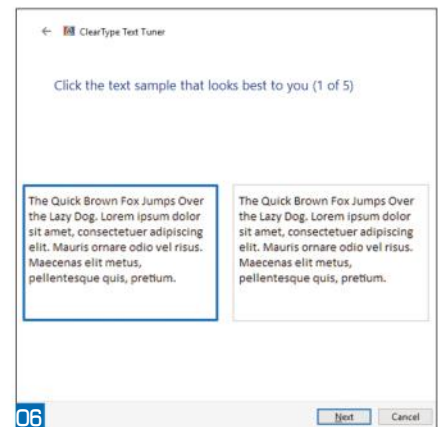 ClearType Text Tuner
Click the text sample that looks best to you (1 of 5)
The Quick Brown Fox Jumps Over
the Lazy Dog. Lorem ipsum dolor
sit amet, consectetuer adipiscing
elit. Mauris ornare odio vel risus.
Maecenas elit metus,
pellentesque quis, pretium.
The Quick Brown Fox Jumps Over
the Lazy Dog. Lorem ipsum dolor
sit amet, consectetuer adipiscing
elit. Mauris ornare odio vel risus.
Maecenas elit metus,
pellentesque quis, pretium.
06
Next
Cancel